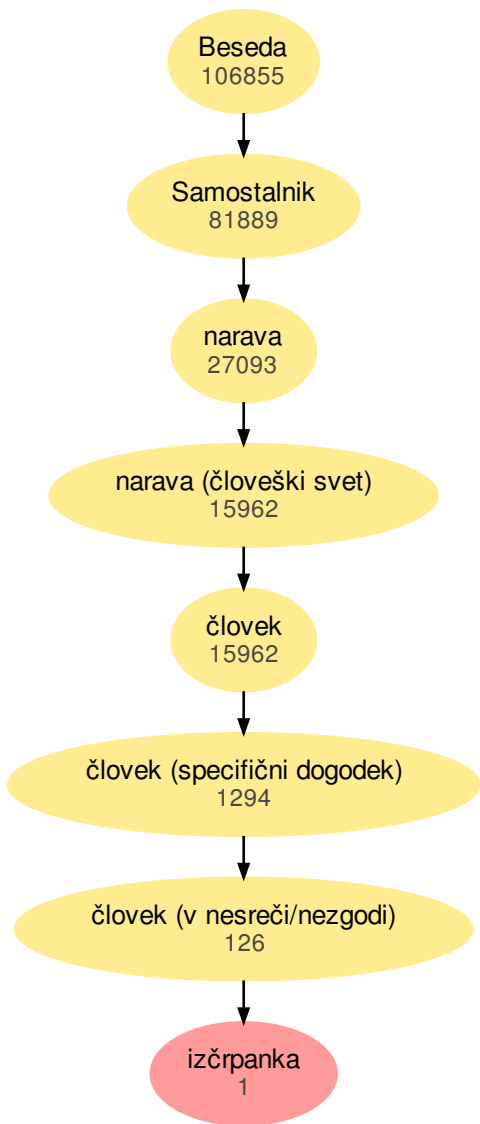 Beseda
106855
Samostalnik
81889
narava
27093
narava (človeški svet)
15962
človek
15962
človek (specifični dogodek)
1294
človek (v nesreči/nezgodi)
126
izčrpanka
1